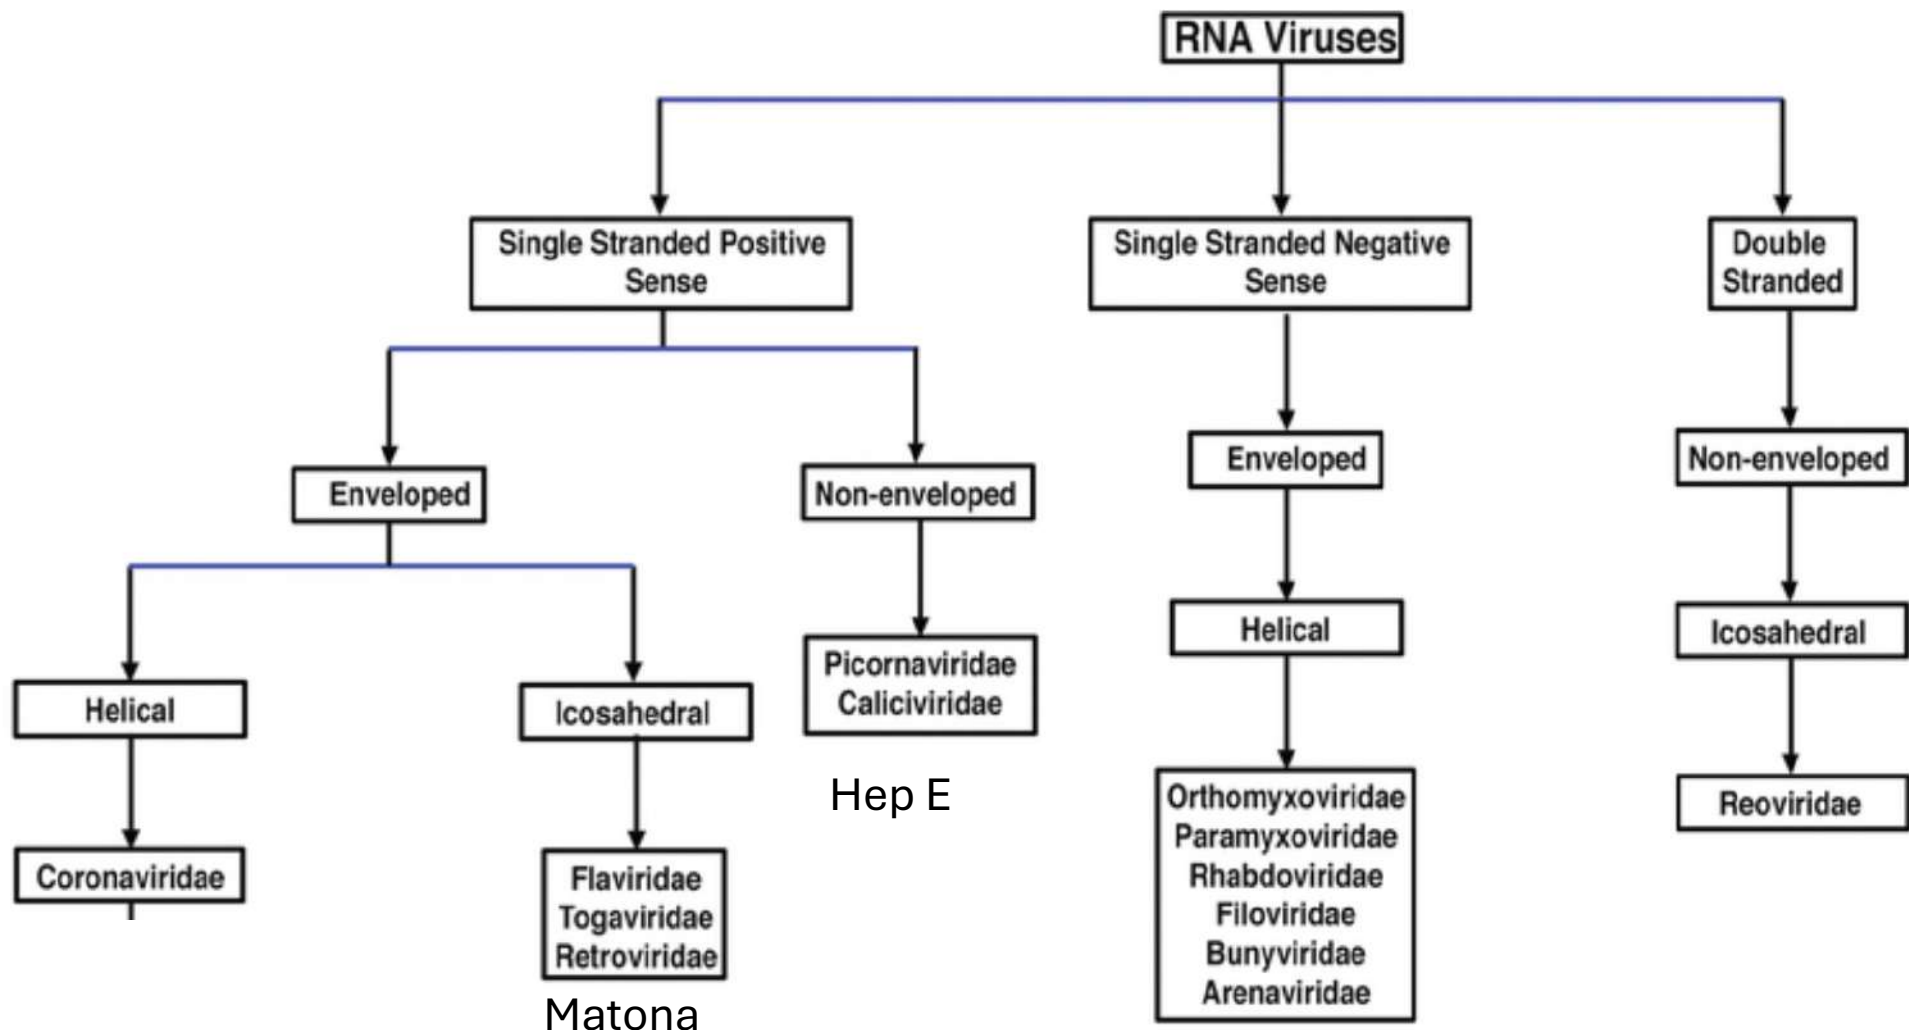 RNA Viruses
Single Stranded Positive
Sense
Single Stranded Negative
Sense
Double
Stranded
Enveloped
Non-enveloped
Enveloped
Non-enveloped
Helical
Icosahedral
Picornaviridae
Caliciviridae
Helical
Icosahedral
Hep E
Coronaviridae
Flaviridae
Togaviridae
Retroviridae
Matona
Orthomyxoviridae
Paramyxoviridae
Rhabdoviridae
Filoviridae
Bunyviridae
Arenaviridae
Reoviridae